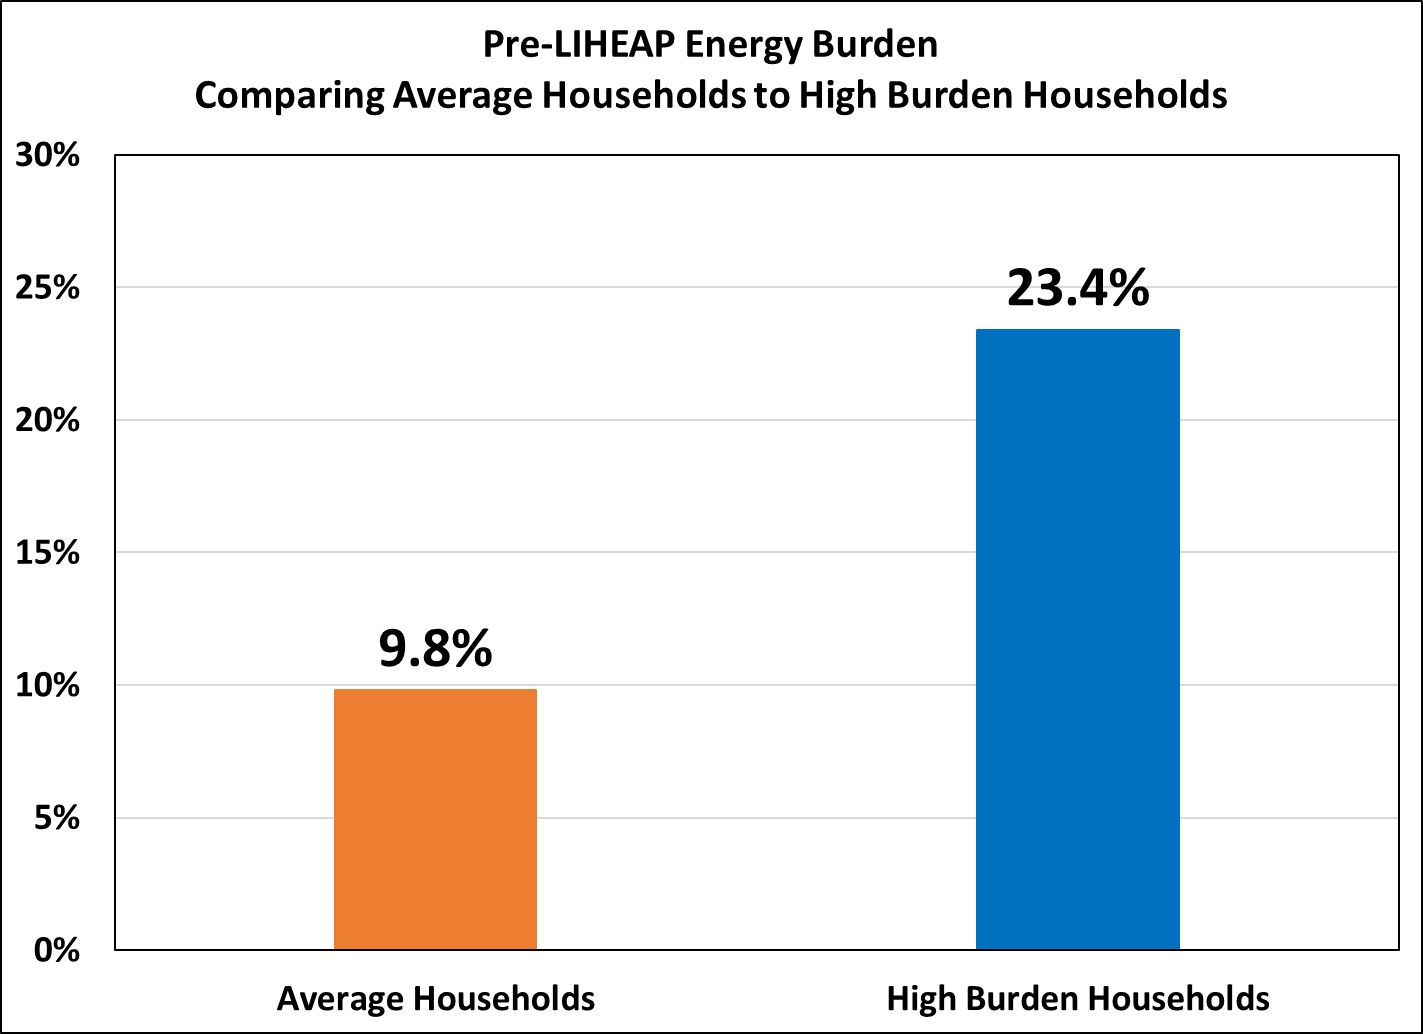 Pre-LIHEAP Energy Burden
Comparing Average Households to High Burden Households
30%
25%
20%
15%
10%
5%
0%
9.8%
23.4%
Average Households
High Burden Households